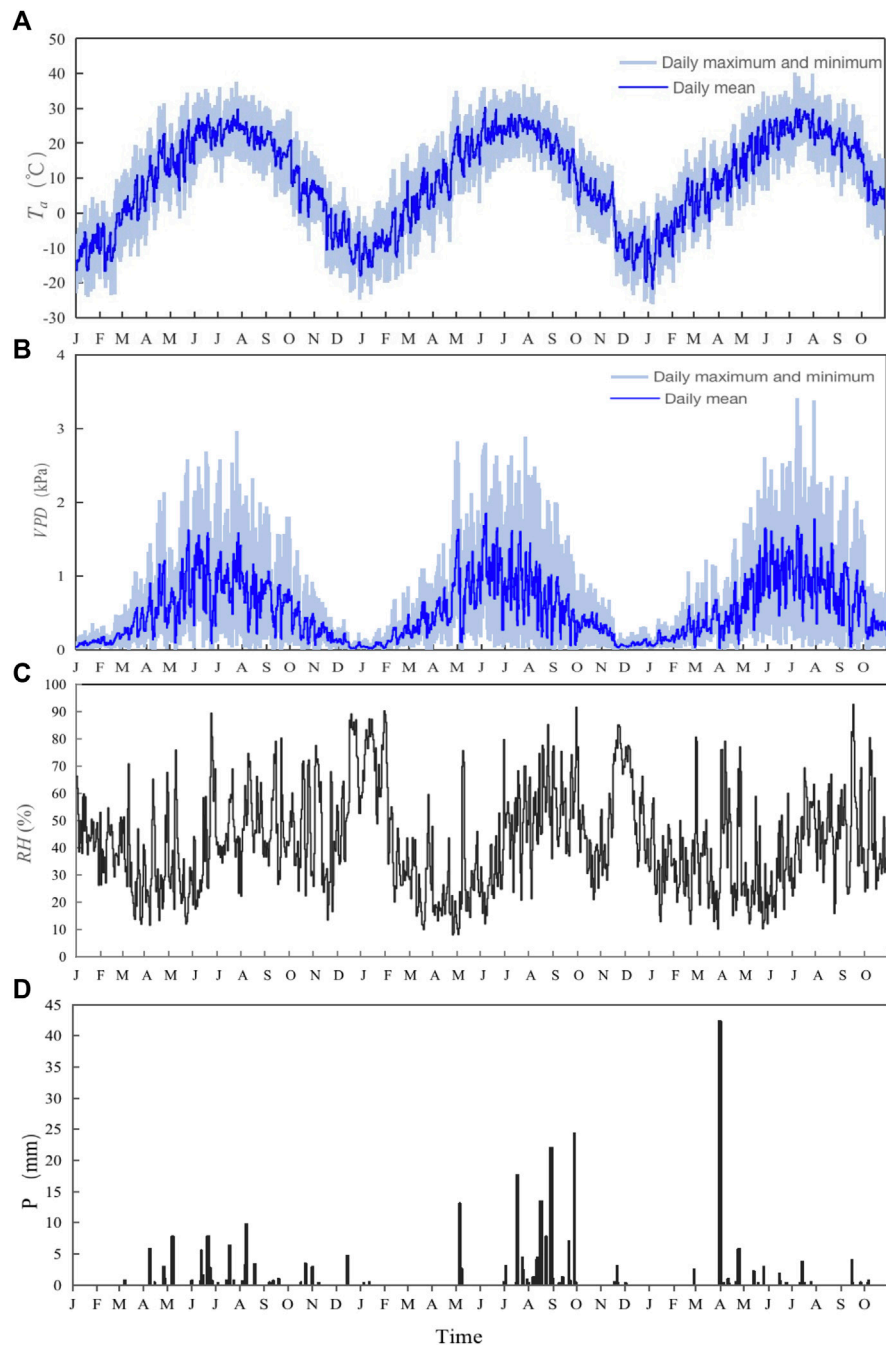 A
50
40
30
20
10
0
-10
-20
-30
Ta (℃)
Daily maximum and minimum
Daily mean
J F M A M J J A S O N D J F M A M J J A S O N D J F M A M J J A S O
B
4
3
2
1
0
VPD (kPa)
Daily maximum and minimum
Daily mean
J F M A M J J A S O N D J F M A M J J A S O N D J F M A M J J A S O
C
100
90
80
70
60
50
40
30
20
10
0
RH (%)
J F M A M J J A S O N D J F M A M J J A S O N D J F M A M J J A S O
D
45
40
35
30
25
20
15
10
5
0
P (mm)
J F M A M J J A S O N D J F M A M J J A S O N D J F M A M J J A S O
Time